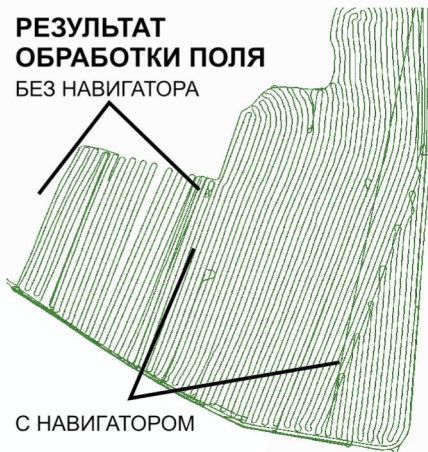 РЕЗУЛЬТАТ
ОБРАБОТКИ ПОЛЯ
БЕЗ НАВИГАТОРА
С НАВИГАТОРОМ